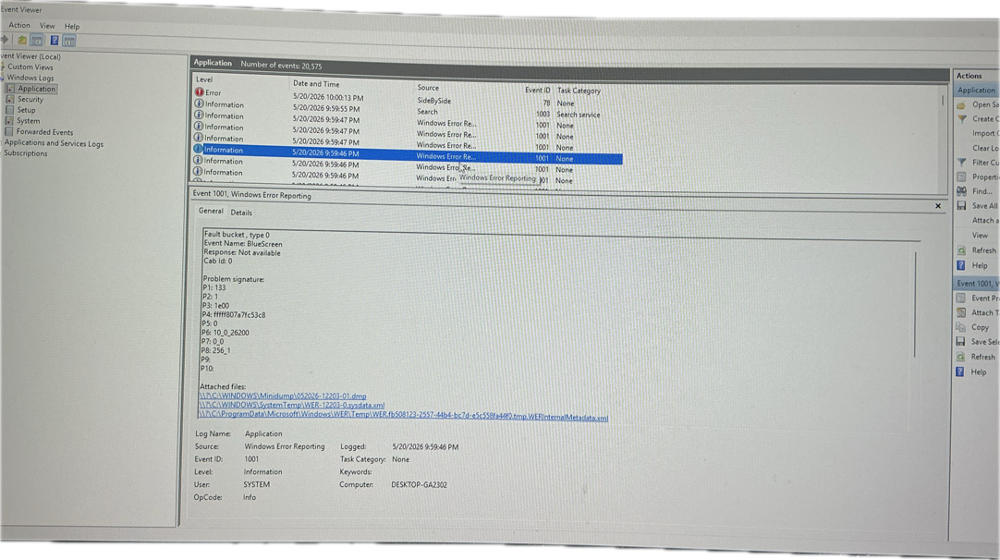 Event Viewer
Action View Help
vent Viewer (Local)
Custom Views
Windows Logs
Application
Security
Setup
System
Forwarded Events
Applications and Services Logs
Subscriptions
Application Number of events: 20,575
Level Date and Time Source Event ID Task Category
Error 5/20/2026 10:00:13 PM SideBySide 78 None
Information 5/20/2026 9:59:55 PM Search 1003 Search service
Information 5/20/2026 9:59:47 PM Windows Error Re... 1001 None
Information 5/20/2026 9:59:47 PM Windows Error Re... 1001 None
Information 5/20/2026 9:59:47 PM Windows Error Re... 1001 None
Information 5/20/2026 9:59:46 PM Windows Error Re... 1001 None
Information 5/20/2026 9:59:46 PM Windows Error Re... 1001 None
Information 5/20/2026 9:59:46 PM Windows Err 01 None
Windows Error Reporting
Event 1001, Windows Error Reporting
General Details
Fault bucket , type 0
Event Name: BlueScreen
Response: Not available
Cab Id: 0
Problem signature:
P1: 133
P2: 1
P3: 1e00
P4: fffff807a7fc53c8
P5: 0
P6: 10_0_26200
P7: 0_0
P8: 256_1
P9:
P10:
Attached files:
\\?\C:\WINDOWS\Minidump\052026-12203-01.dmp
\\?\C:\WINDOWS\SystemTemp\WER-12203-0.sysdata.xml
\\?\C:\ProgramData\Microsoft\Windows\WER\Temp\WER.fb508123-2557-44b4-bc7d-e5c558fa44f0.tmp.WERInternalMetadata.xml
Log Name: Application
Source: Windows Error Reporting Logged: 5/20/2026 9:59:46 PM
Event ID: 1001 Task Category: None
Level: Information Keywords:
User: SYSTEM Computer: DESKTOP-GA2302
OpCode: Info
Actions
Application
Open Sa
Create C
Import C
Clear Lo
Filter Cu
Properti
Find...
Save All
Attach a
View
Refresh
Help
Event 1001, V
Event Pr
Attach T
Copy
Save Sele
Refresh
Help